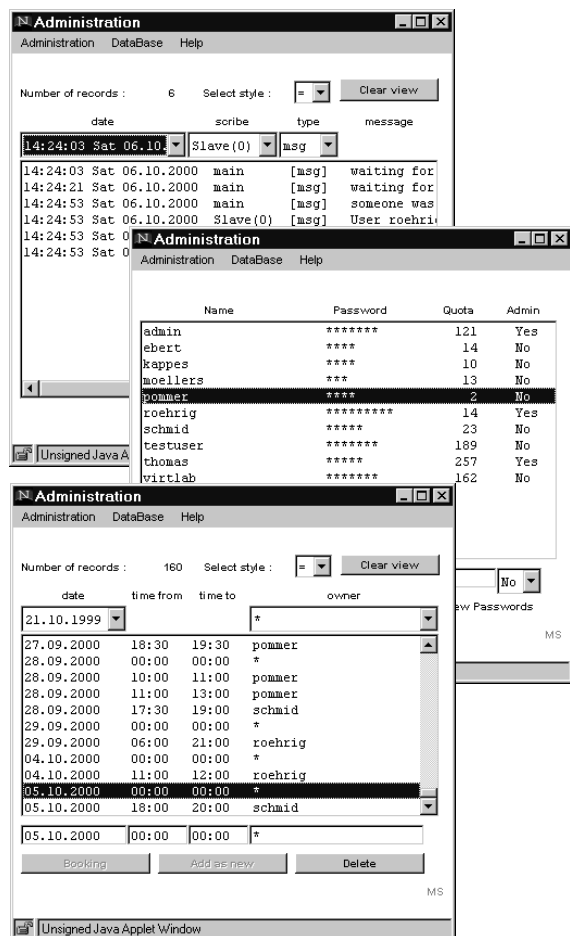 Administration
Administration DataBase Help
Number of records : 6 Select style : = Clear view
date scribe type message
14:24:03 Sat 06.10. Slave(0) msg
14:24:03 Sat 06.10.2000 main [msg] waiting for
14:24:21 Sat 06.10.2000 main [msg] waiting for
14:24:53 Sat 06.10.2000 main [msg] someone was
14:24:53 Sat 06.10.2000 Slave(0) [msg] User roehri
14:24:53 Sat 0
14:24:53 Sat 0
Unsigned Java A
Administration
Administration DataBase Help
Name Password Quota Admin
admin ******* 121 Yes
ebert **** 14 No
kappes **** 10 No
moellers *** 13 No
pommer **** 2 No
roehrig ********* 14 Yes
schmid ***** 23 No
testuser ******* 189 No
thomas ***** 257 Yes
virtlab ******* 162 No
No
ew Passwords
MS
Administration
Administration DataBase Help
Number of records : 160 Select style : = Clear view
date time from time to owner
21.10.1999 *
27.09.2000 18:30 19:30 pommer
28.09.2000 00:00 00:00 *
28.09.2000 10:00 11:00 pommer
28.09.2000 11:00 13:00 pommer
28.09.2000 17:30 19:00 schmid
29.09.2000 00:00 00:00 *
29.09.2000 06:00 21:00 roehrig
04.10.2000 00:00 00:00 *
04.10.2000 11:00 12:00 roehrig
05.10.2000 00:00 00:00 *
05.10.2000 18:00 20:00 schmid
05.10.2000 00:00 00:00 *
Booking Add as new Delete
MS
Unsigned Java Applet Window